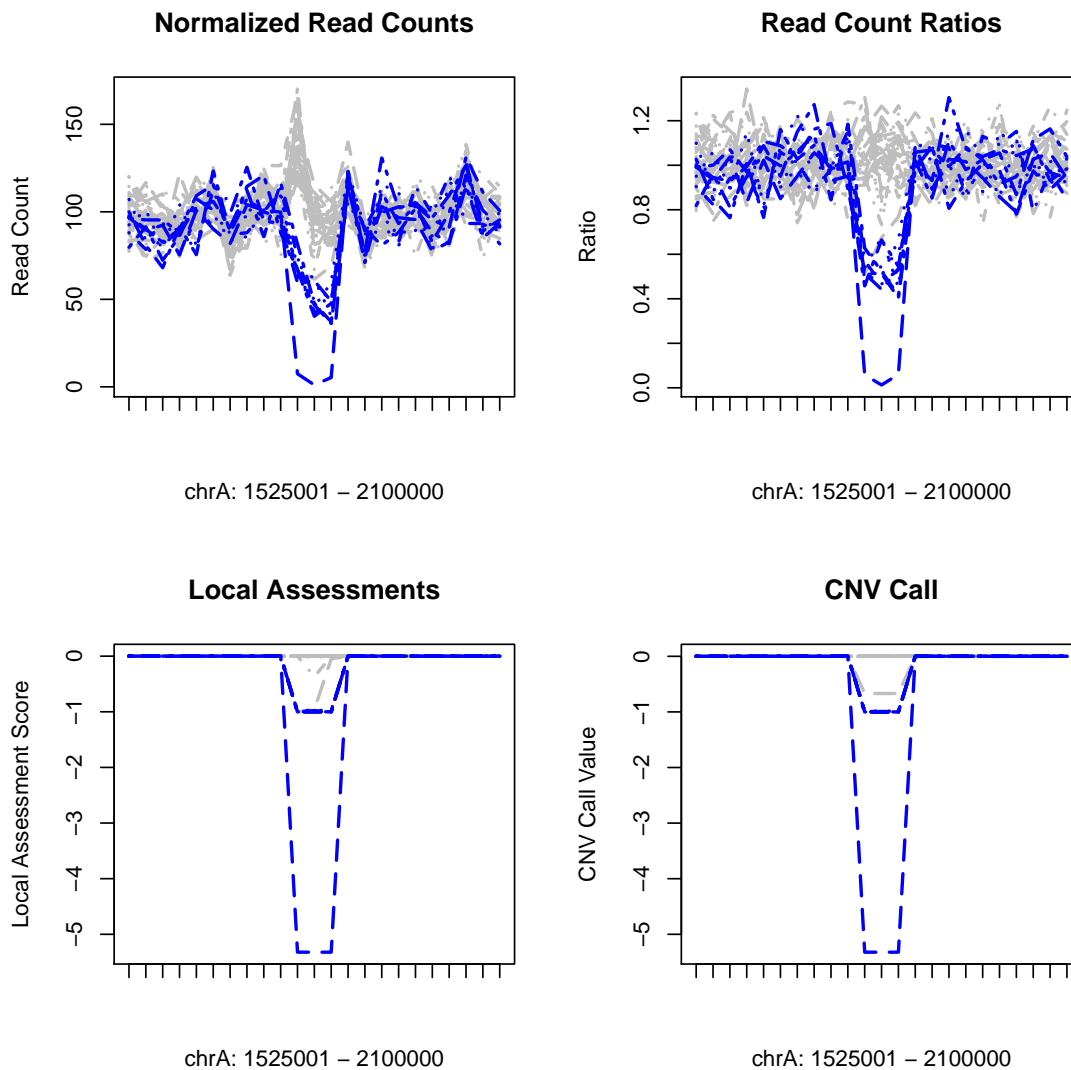 Normalized Read Counts
Read Count
150
100
50
0
chrA: 1525001 − 2100000
Read Count Ratios
Ratio
1.2
0.8
0.4
0.0
chrA: 1525001 − 2100000
Local Assessments
Local Assessment Score
0
−1
−2
−3
−4
−5
chrA: 1525001 − 2100000
CNV Call
CNV Call Value
0
−1
−2
−3
−4
−5
chrA: 1525001 − 2100000